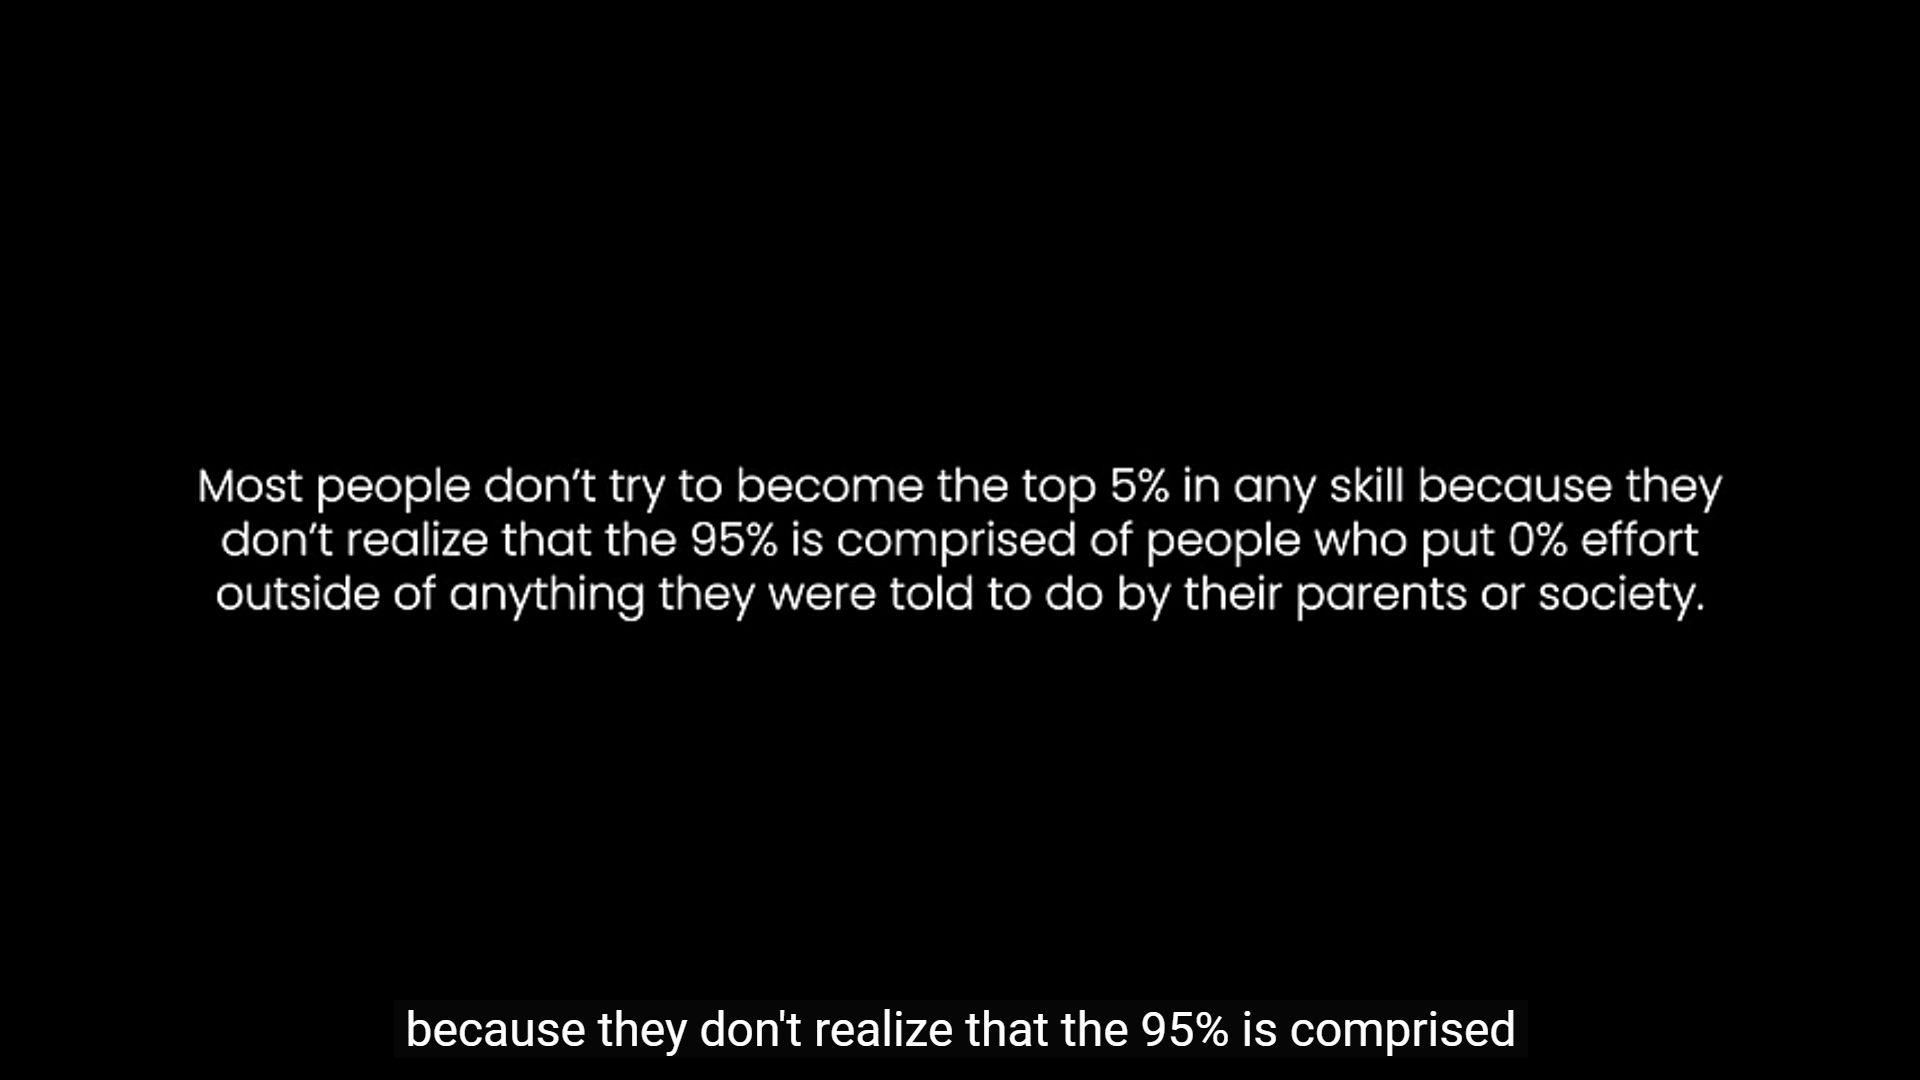 Most people don’t try to become the top 5% in any skill because they
don’t realize that the 95% is comprised of people who put 0% effort
outside of anything they were told to do by their parents or society.
because they don't realize that the 95% is comprised